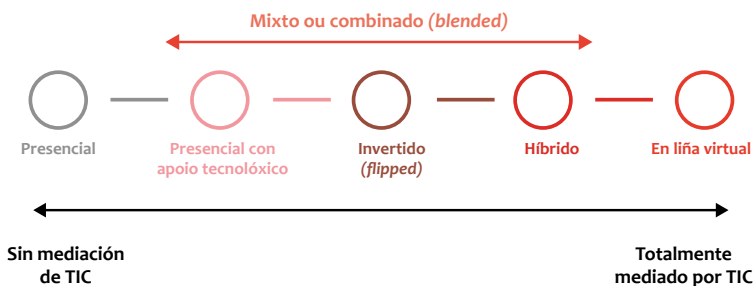 Mixto ou combinado (blended)
Presencial
Presencial con
apoio tecnolóxico
Invertido
(flipped)
Híbrido
En liña virtual
Sin mediación
de TIC
Totalmente
mediado por TIC